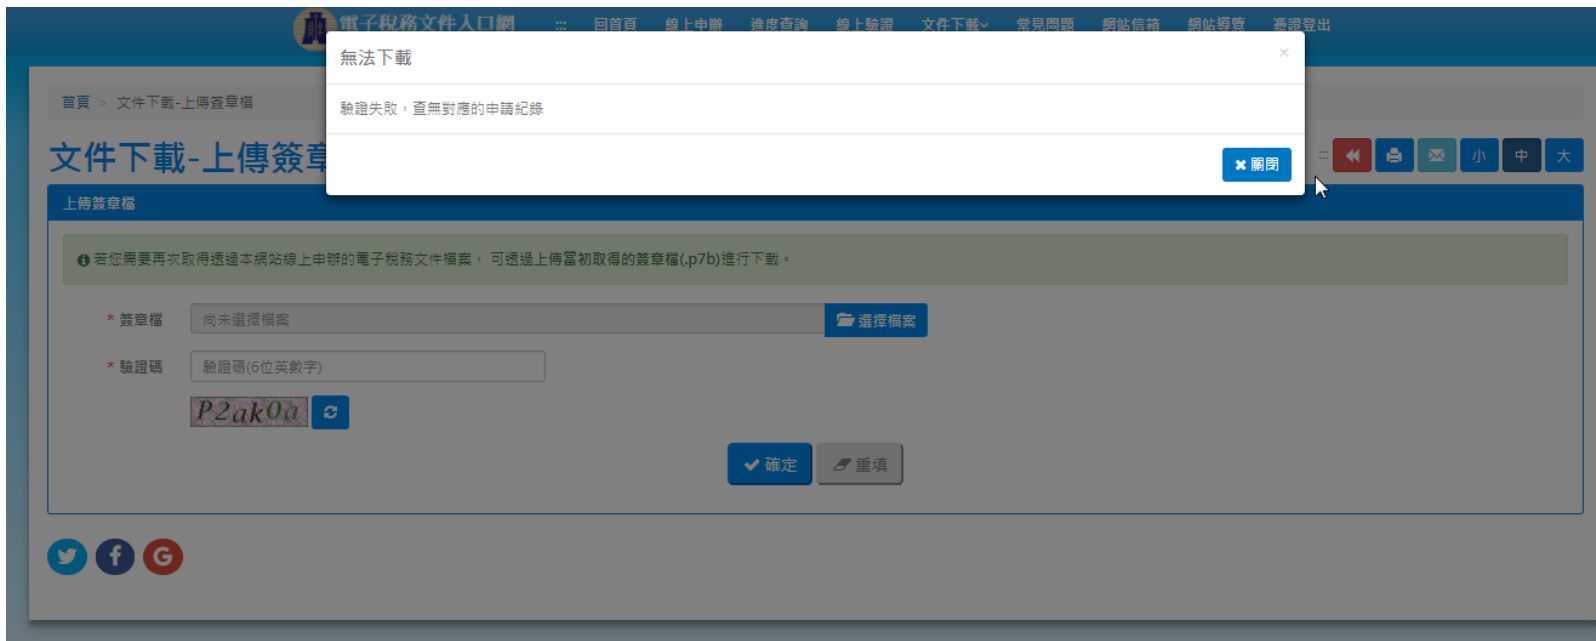 電子稅務文件入口網 ::: 回首頁 線上申辦 進度查詢 線上驗證 文件下載 常見問題 網站信箱 網站導覽 憑證登出
無法下載 ×
驗證失敗，查無對應的申請紀錄
關閉
首頁 > 文件下載-上傳簽章檔
文件下載-上傳簽章
::: 小 中 大
上傳簽章檔
若您需要再次取得透過本網站線上申辦的電子稅務文件檔案， 可透過上傳當初取得的簽章檔(.p7b)進行下載。
* 簽章檔 尚未選擇檔案 選擇檔案
* 驗證碼 驗證碼(6位英數字)
P2ak0a
確定 重填